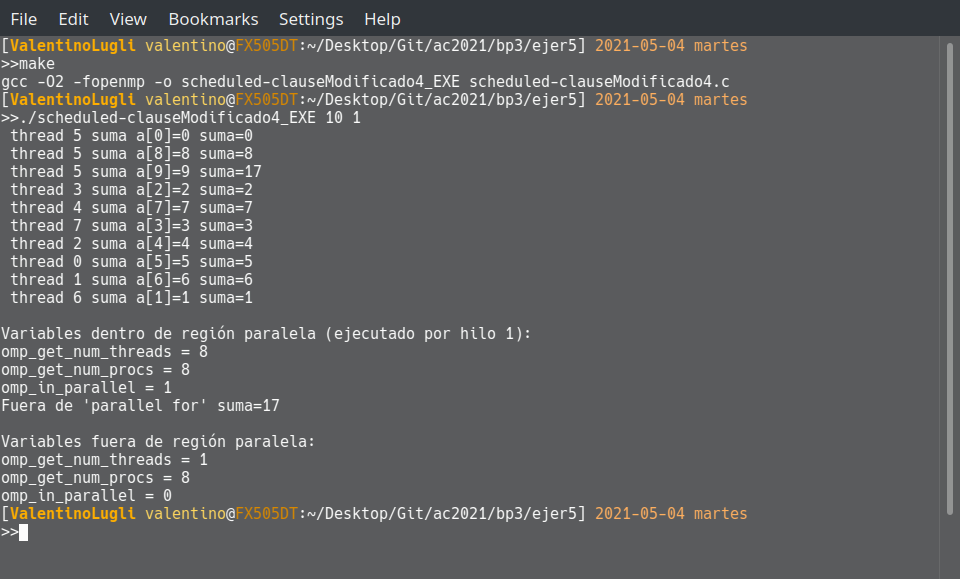 File Edit View Bookmarks Settings Help
[ValentinoLugli valentino@FX505DT:~/Desktop/Git/ac2021/bp3/ejer5] 2021-05-04 martes
>>make
gcc -O2 -fopenmp -o scheduled-clauseModificado4_EXE scheduled-clauseModificado4.c
[ValentinoLugli valentino@FX505DT:~/Desktop/Git/ac2021/bp3/ejer5] 2021-05-04 martes
>>./scheduled-clauseModificado4_EXE 10 1
thread 5 suma a[0]=0 suma=0
thread 5 suma a[8]=8 suma=8
thread 5 suma a[9]=9 suma=17
thread 3 suma a[2]=2 suma=2
thread 4 suma a[7]=7 suma=7
thread 7 suma a[3]=3 suma=3
thread 2 suma a[4]=4 suma=4
thread 0 suma a[5]=5 suma=5
thread 1 suma a[6]=6 suma=6
thread 6 suma a[1]=1 suma=1
Variables dentro de región paralela (ejecutado por hilo 1):
omp_get_num_threads = 8
omp_get_num_procs = 8
omp_in_parallel = 1
Fuera de 'parallel for' suma=17
Variables fuera de región paralela:
omp_get_num_threads = 1
omp_get_num_procs = 8
omp_in_parallel = 0
[ValentinoLugli valentino@FX505DT:~/Desktop/Git/ac2021/bp3/ejer5] 2021-05-04 martes
>>